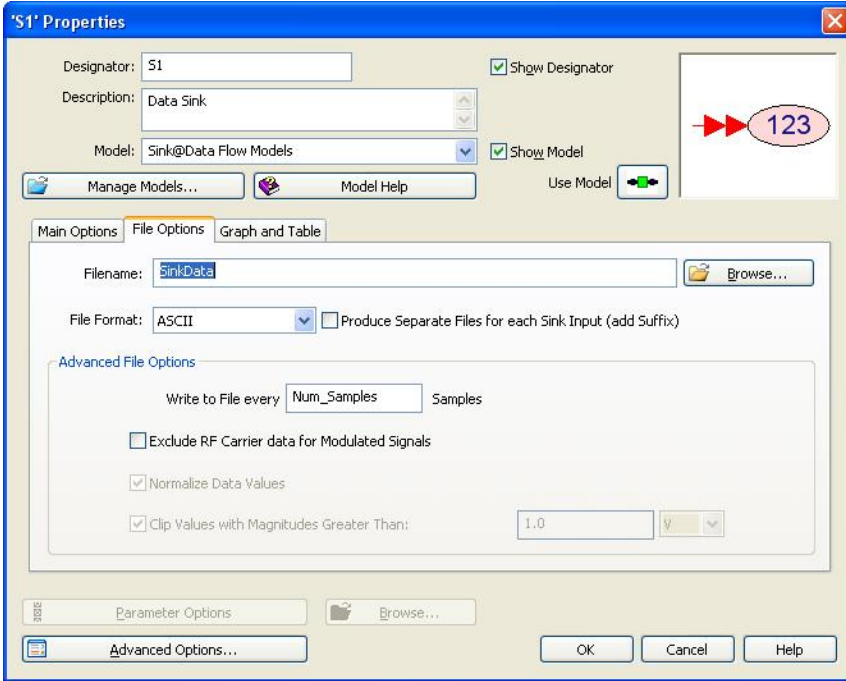 'S1' Properties
Designator: S1
Show Designator
Description: Data Sink
Model: Sink@Data Flow Models
Show Model
Manage Models...
Model Help
Use Model
123
Main Options
File Options
Graph and Table
Filename: SinkData
Browse...
File Format: ASCII
Produce Separate Files for each Sink Input (add Suffix)
Advanced File Options
Write to File every Num_Samples Samples
Exclude RF Carrier data for Modulated Signals
Normalize Data Values
Clip Values with Magnitudes Greater Than: 1.0 V
Parameter Options
Browse...
Advanced Options...
OK
Cancel
Help